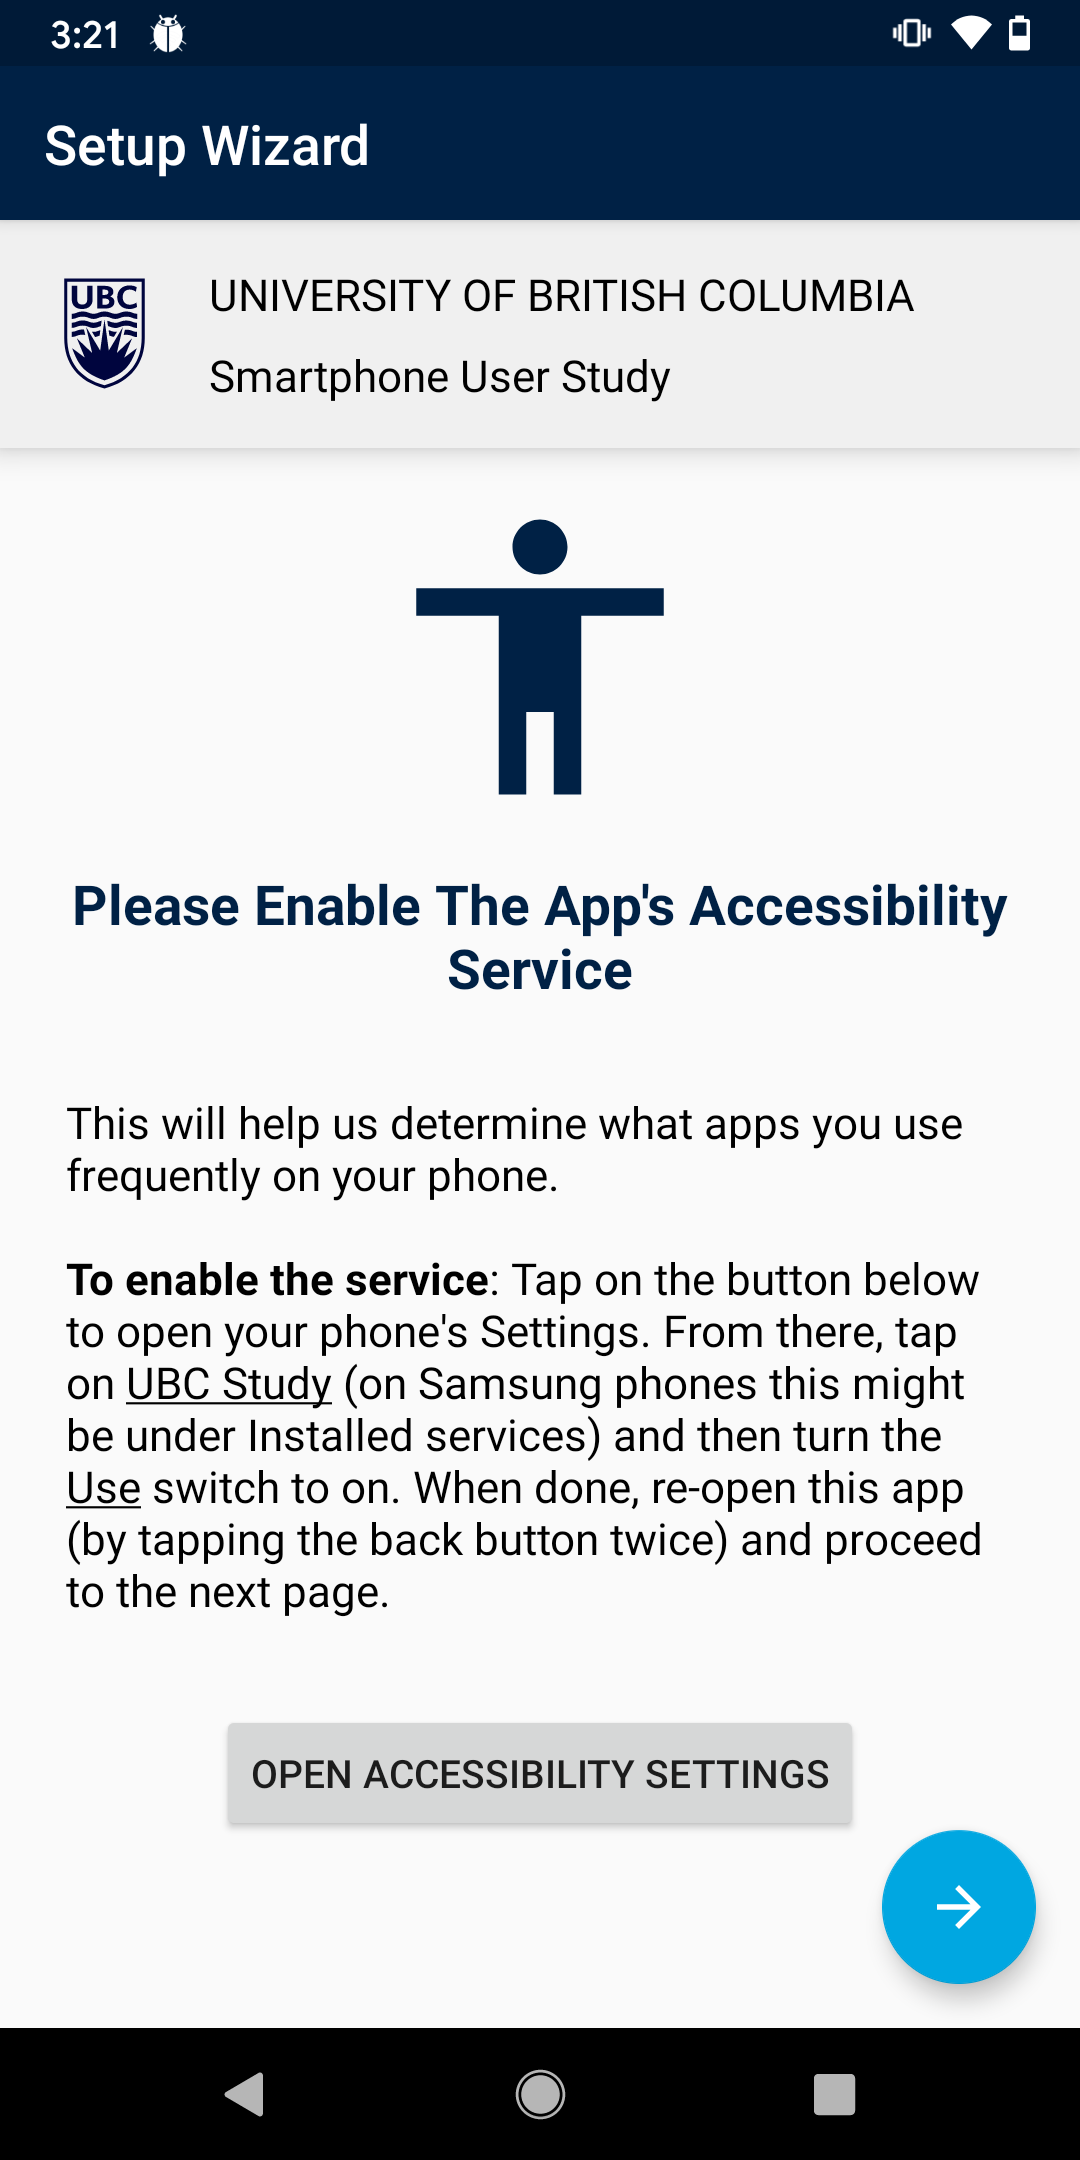 3:21
Setup Wizard
UBC
UNIVERSITY OF BRITISH COLUMBIA
Smartphone User Study
Please Enable The App's Accessibility
Service
This will help us determine what apps you use
frequently on your phone.
To enable the service: Tap on the button below
to open your phone's Settings. From there, tap
on UBC Study (on Samsung phones this might
be under Installed services) and then turn the
Use switch to on. When done, re-open this app
(by tapping the back button twice) and proceed
to the next page.
OPEN ACCESSIBILITY SETTINGS